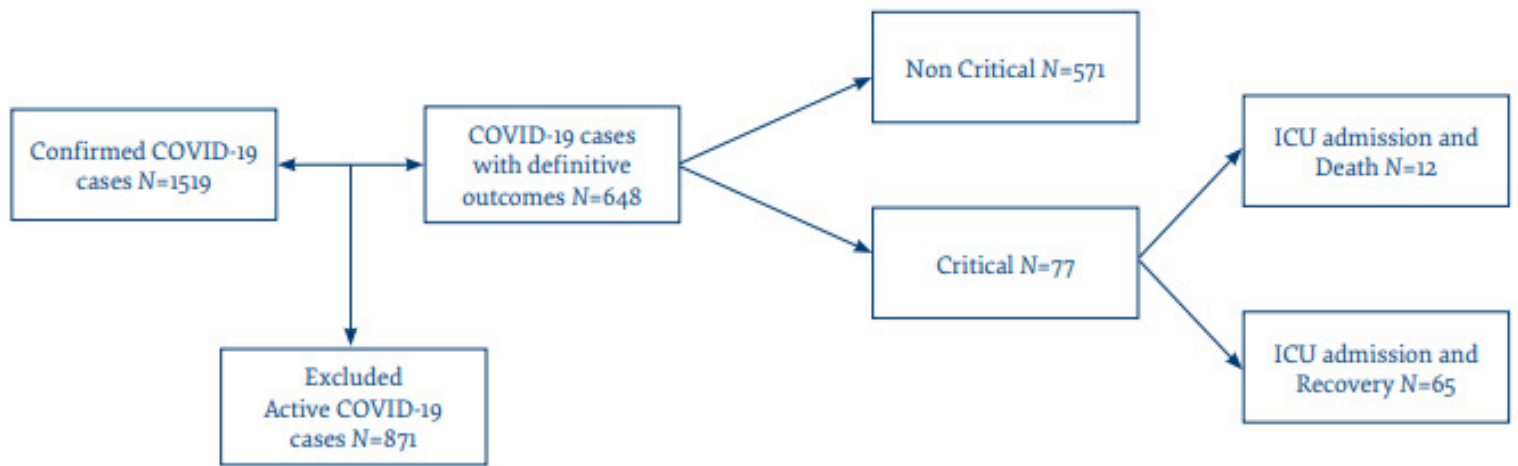 Confirmed COVID-19
cases N=1519
COVID-19 cases
with definitive
outcomes N=648
Excluded
Active COVID-19
cases N=871
Non Critical N=571
Critical N=77
ICU admission and
Death N=12
ICU admission and
Recovery N=65